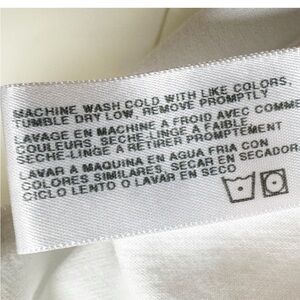 MACHINE WASH COLD WITH LIKE COLORS,
TUMBLE DRY LOW, REMOVE PROMPTLY
LAVAGE EN MACHINE A FROID AVEC COMME
COULEURS, SECHE-LINGE A FAIBLE
SECHE-LINGE A RETIRER PROMPTEMENT
LAVAR A MAQUINA EN AGUA FRIA CON
COLORES SIMILARES, SECAR EN SECADORA
CICLO LENTO O LAVAR EN SECO